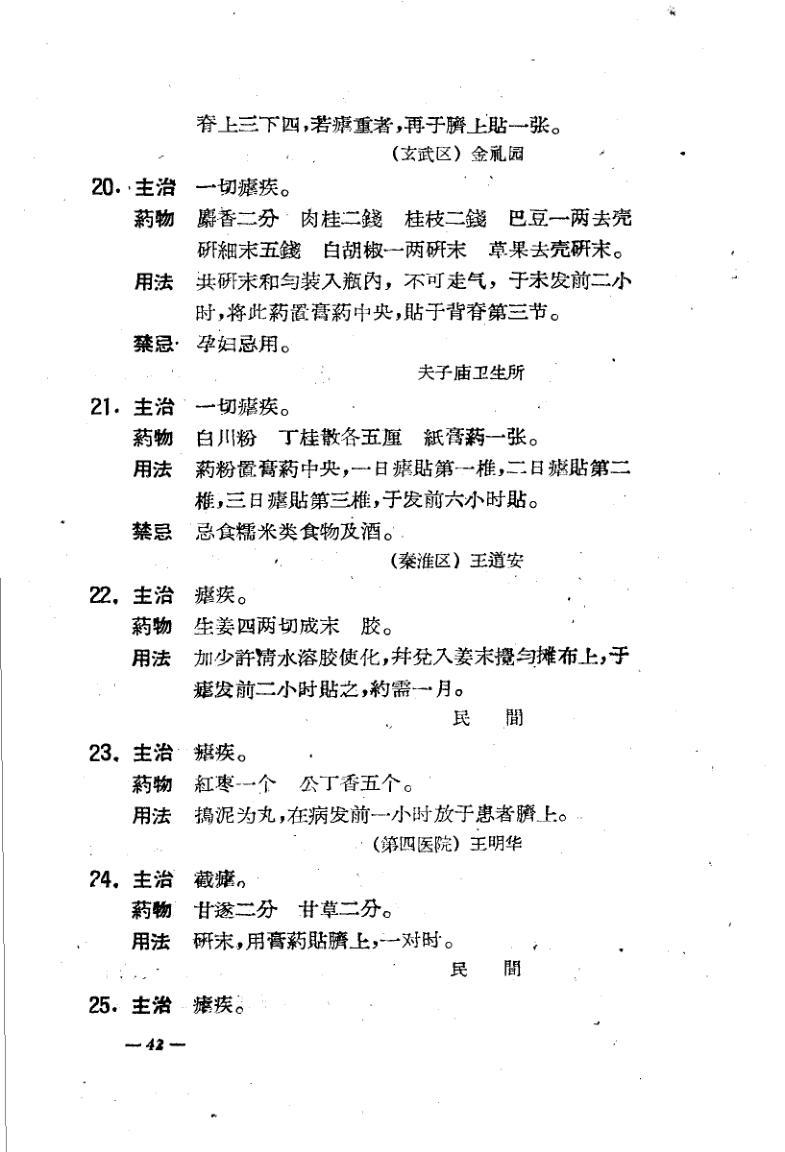 脊上三下四,若瘧重者,再于臍上貼一张。
(玄武区) 金胤园
20. 主治 一切瘧疾。
葯物 麝香二分 肉桂二錢 桂枝二錢 巴豆一两去壳
研細末五錢 白胡椒一两研末 草果去壳研末。
用法 共研末和匀装入瓶內, 不可走气, 于未发前二小
时,将此葯置膏葯中央,貼于背脊第三节。
禁忌 孕妇忌用。
夫子庙卫生所
21. 主治 一切瘧疾。
葯物 白川粉 丁桂散各五厘 紙膏葯一张。
用法 葯粉置膏葯中央,一日瘧貼第一椎,二日瘧貼第二
椎,三日瘧貼第三椎,于发前六小时貼。
禁忌 忌食糯米类食物及酒。
(秦淮区) 王道安
22. 主治 瘧疾。
葯物 生姜四两切成末 胶。
用法 加少許清水溶胶使化,幷兌入姜末攪匀摊布上,于
瘧发前二小时貼之,約需一月。
民 間
23. 主治 瘧疾。
葯物 紅枣一个 公丁香五个。
用法 搗泥为丸,在病发前一小时放于患者臍上。
(第四医院) 王明华
24. 主治 截瘧。
葯物 甘遂二分 甘草二分。
用法 研末,用膏葯貼臍上,一对时。
民 間
25. 主治 瘧疾。
— 42 —